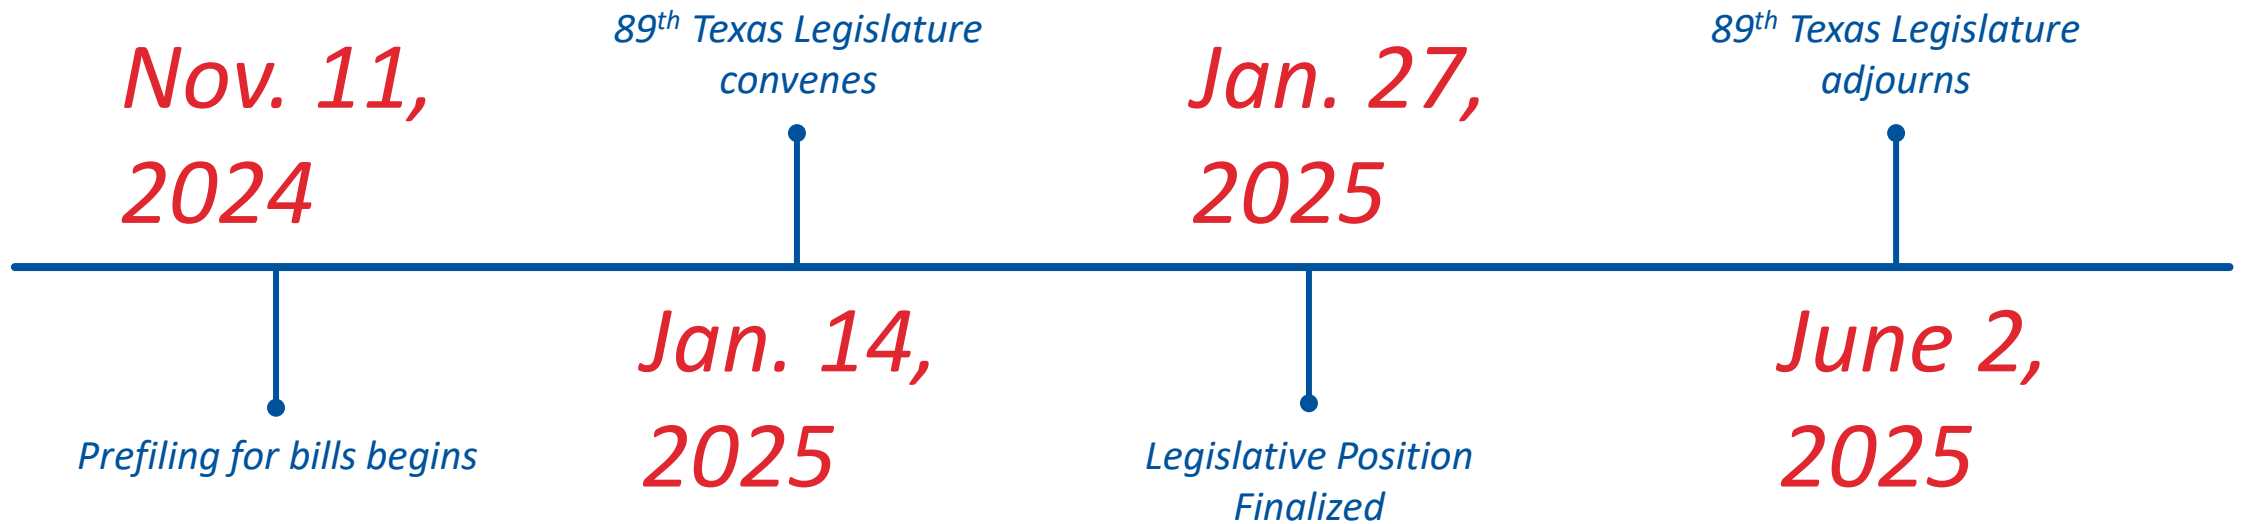 Nov. 11,
2024
Prefiling for bills begins
89th Texas Legislature
convenes
Jan. 14,
2025
Jan. 27,
2025
Legislative Position
Finalized
89th Texas Legislature
adjourns
June 2,
2025